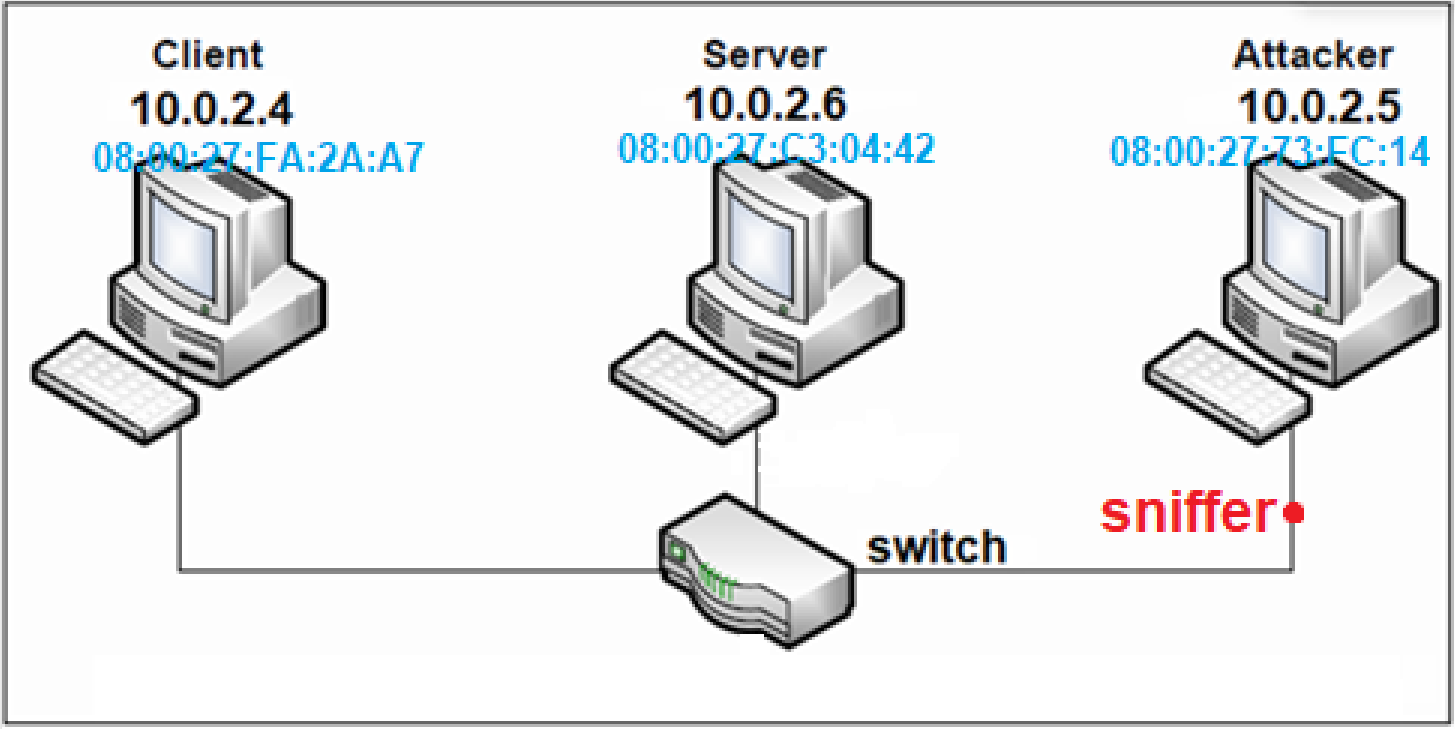 Client
10.0.2.4
08:00:27:FA:2A:A7
Server
10.0.2.6
08:00:27:C3:04:42
Attacker
10.0.2.5
08:00:27:73:FC:14
sniffer
switch